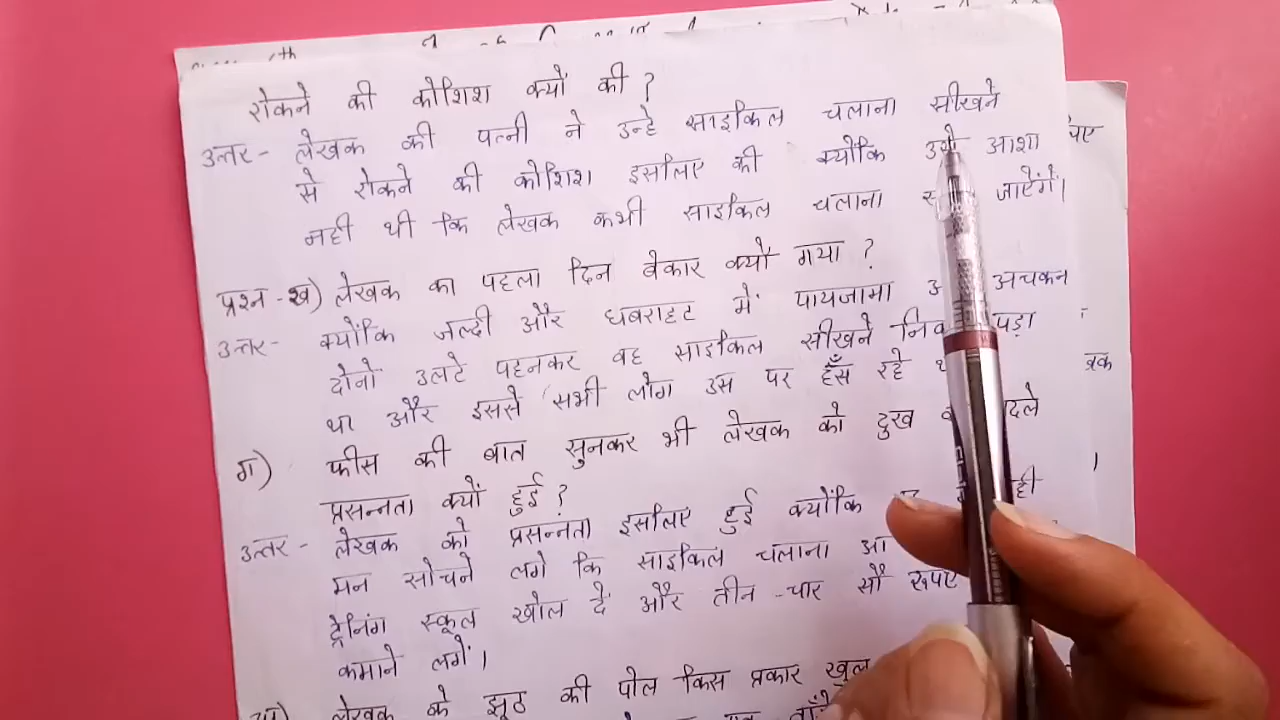 रोकने की कोशिश क्यों की ?
उत्तर - लेखक की पत्नी ने उन्हे साइकिल चलाना सीखने
से रोकने की कोशिश इसलिए की क्योंकि आशा
नही थी कि लेखक कभी साइकिल चलाना जाएंगें।
प्रश्न - ख) लेखक का पहला दिन बेकार क्यों गया ?
उत्तर - क्योंकि जल्दी और घबराहट में पायजामा अचकन
दोनों उलटे पहनकर वह साइकिल सीखने पड़ा
था और इससे सभी लोग उस पर हँस रहे
ग) फीस की बात सुनकर भी लेखक को दुख
प्रसन्नता क्यों हुई ?
उत्तर - लेखक को प्रसन्नता इसलिए हुई क्योंकि
मन सोचने लगे कि साइकिल चलाना आ
ट्रेनिंग स्कूल खोल दें और तीन -चार सौ रूपए
कमाने लगें।
लेखक के झूठ की पोल किस प्रकार खुल